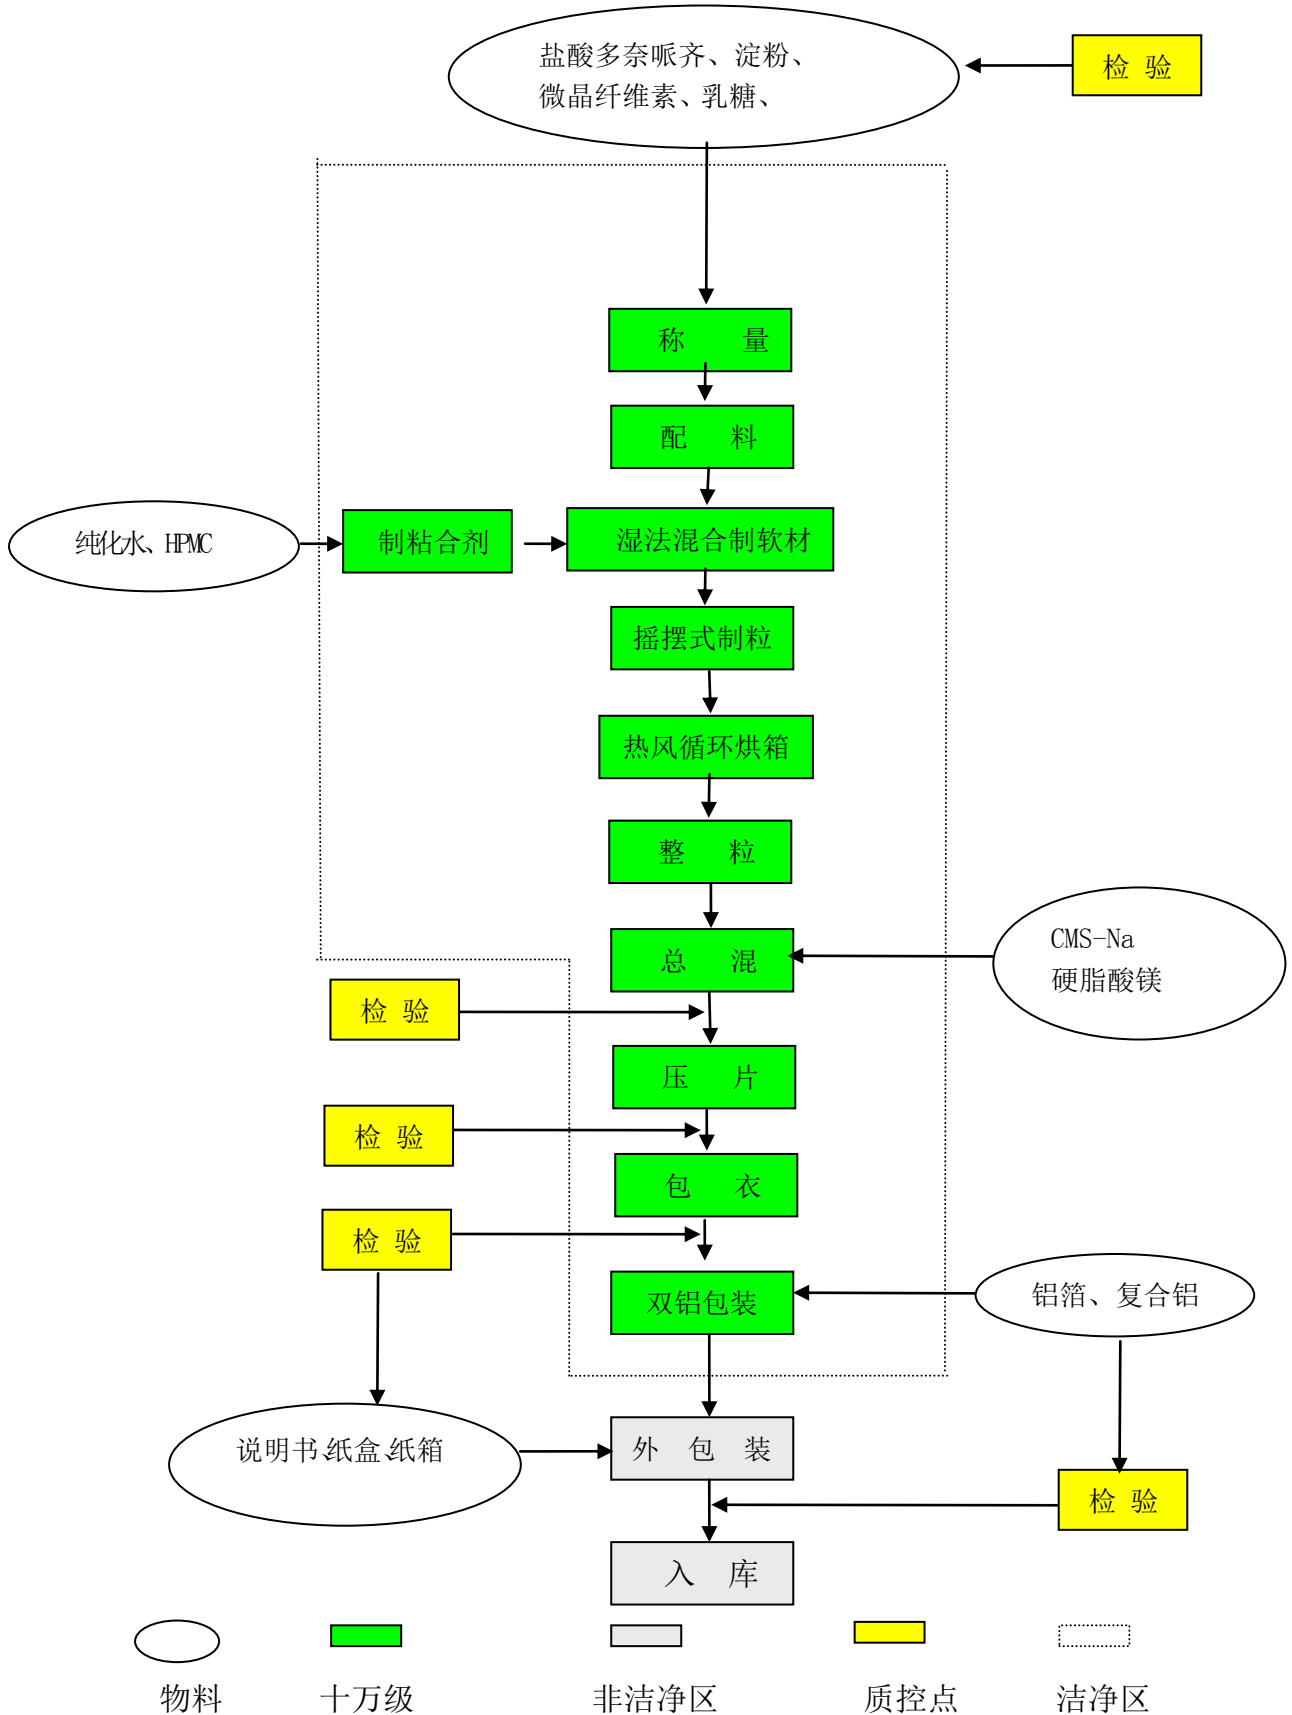 盐酸多奈哌齐、淀粉、
微晶纤维素、乳糖、
检 验
称 量
配 料
纯化水、HPMC
制粘合剂
湿法混合制软材
摇摆式制粒
热风循环烘箱
整 粒
总 混
CMS-Na
硬脂酸镁
检 验
压 片
检 验
包 衣
检 验
双铝包装
铝箔、复合铝
说明书、纸盒、纸箱
外 包 装
检 验
入 库
物料
十万级
非洁净区
质控点
洁净区